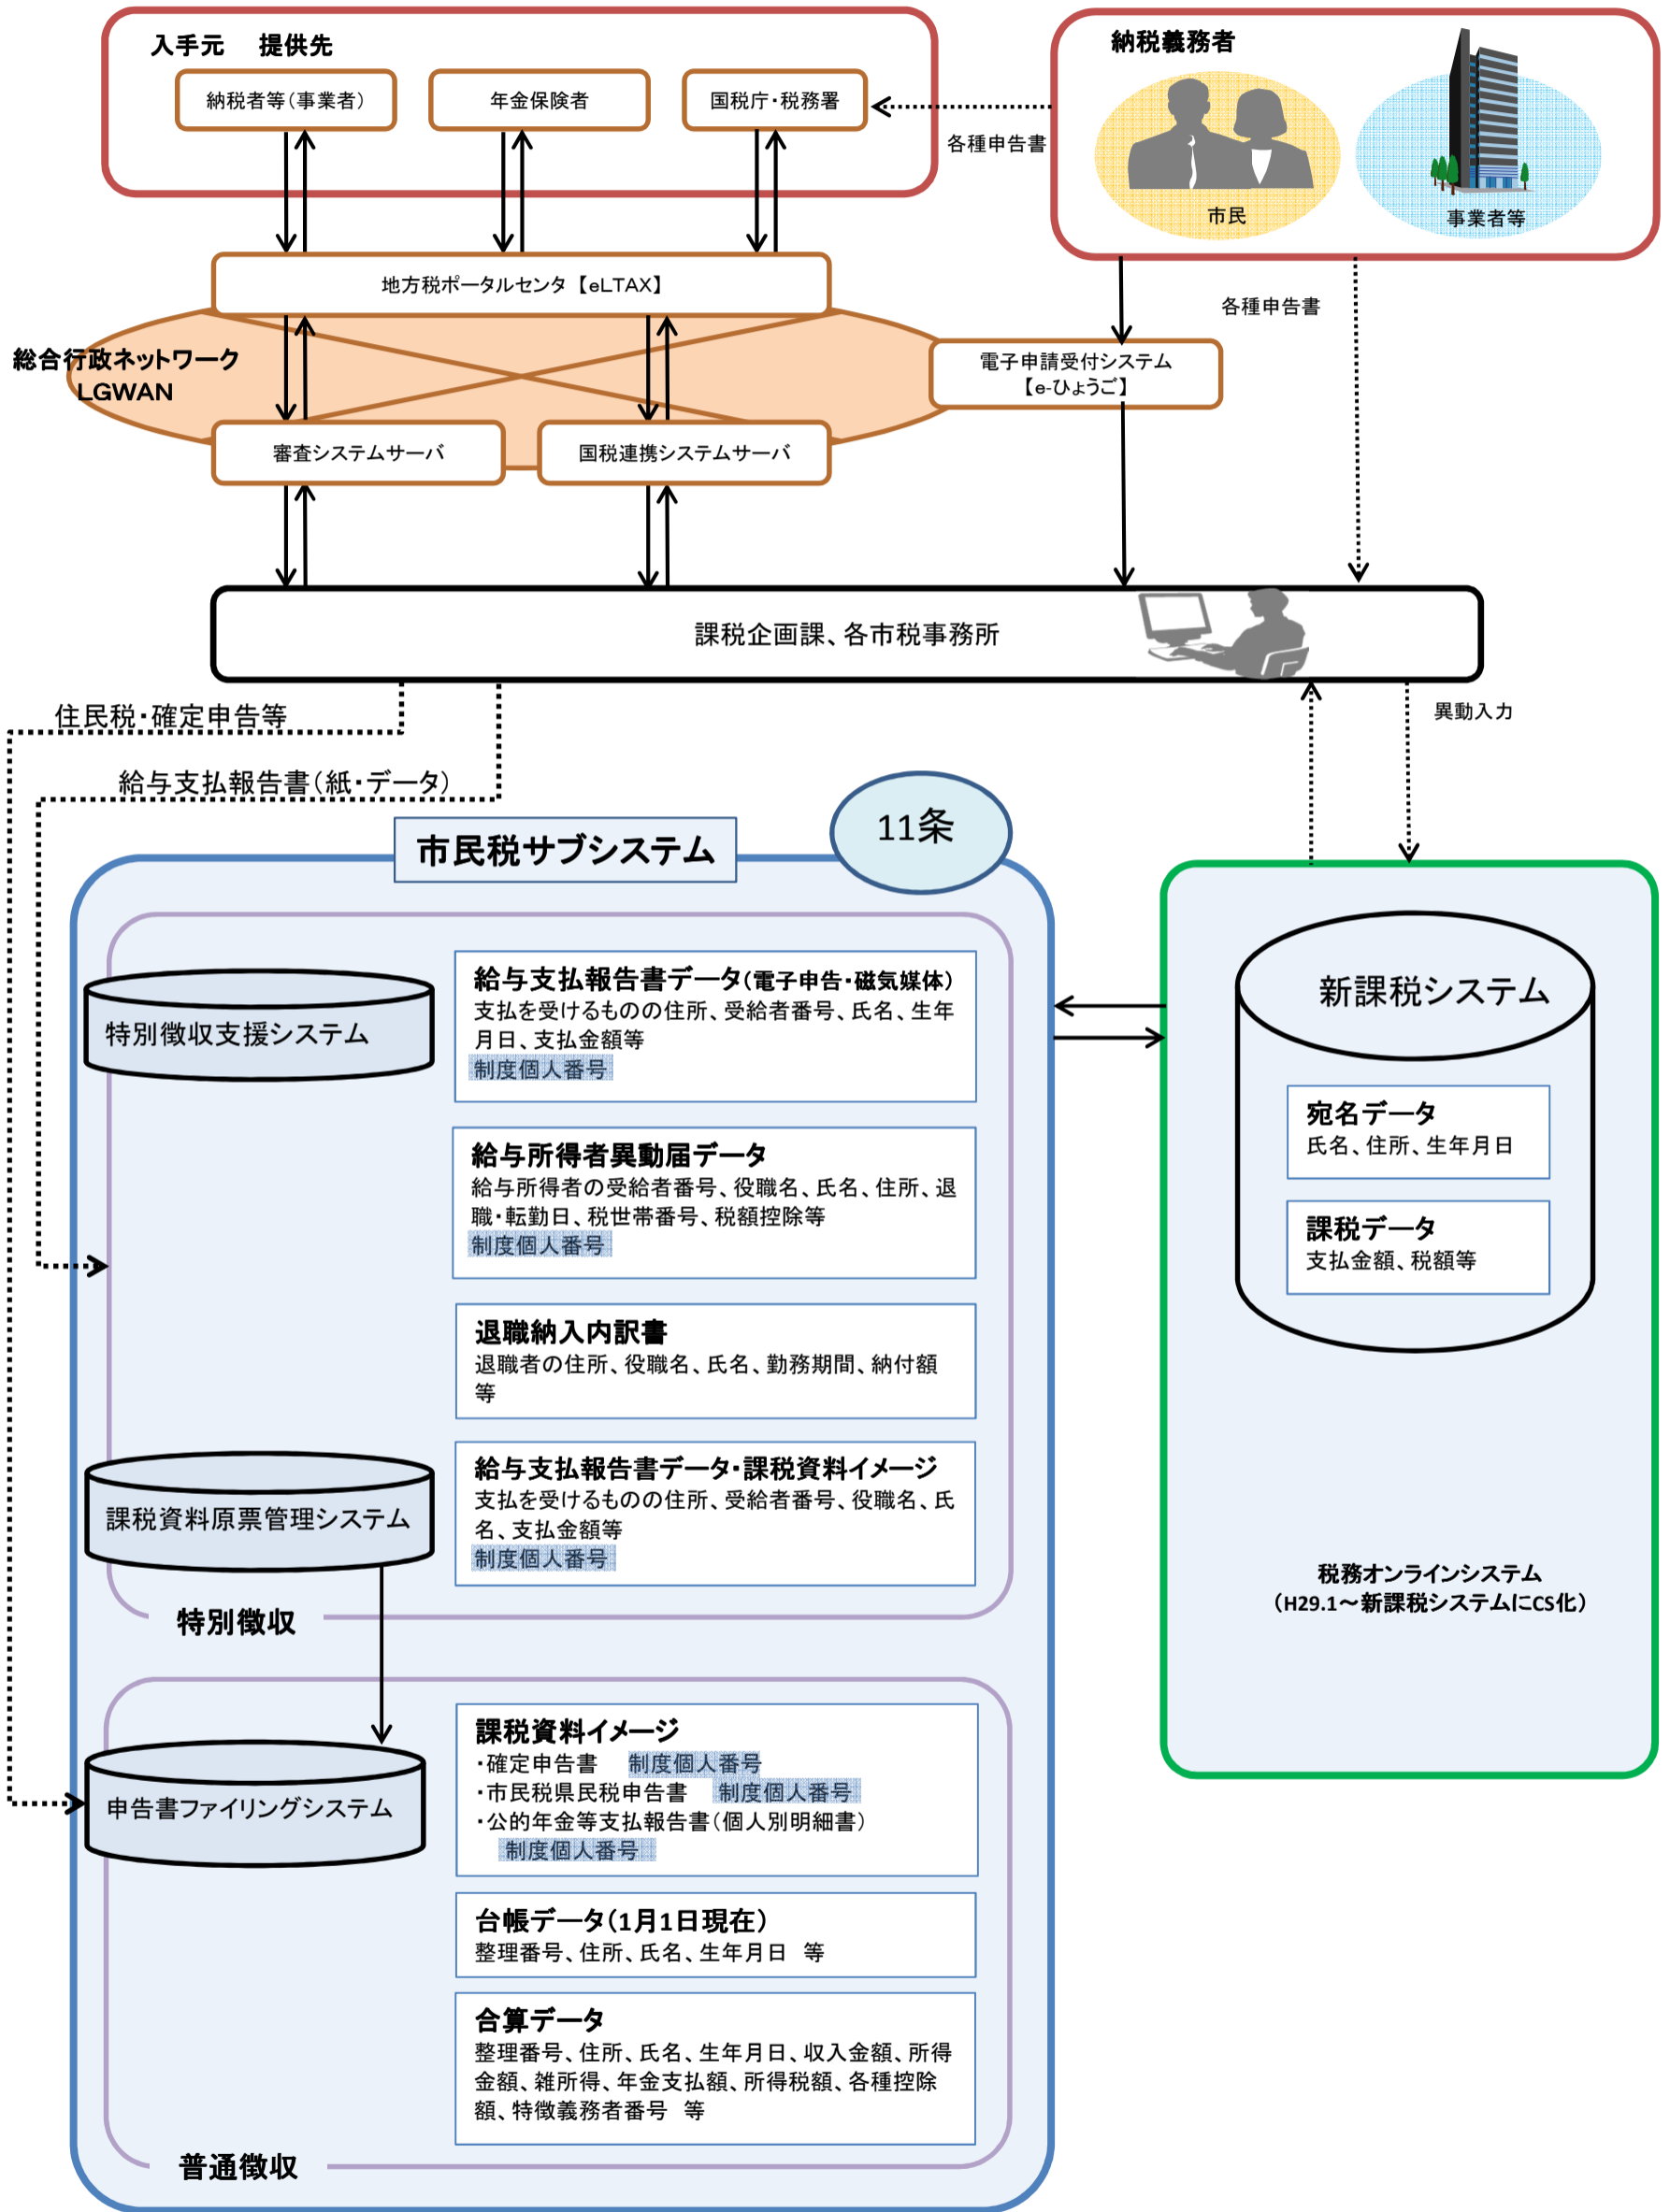 入手元　提供先
納税者等(事業者)
年金保険者
国税庁・税務署
各種申告書
納税義務者
市民
事業者等
地方税ポータルセンタ【eLTAX】
各種申告書
総合行政ネットワーク
LGWAN
電子申請受付システム
【e-ひょうご】
審査システムサーバ
国税連携システムサーバ
課税企画課、各市税事務所
住民税・確定申告等
異動入力
給与支払報告書(紙・データ)
市民税サブシステム
11条
特別徴収支援システム
給与支払報告書データ(電子申告・磁気媒体)
支払を受けるものの住所、受給者番号、氏名、生年
月日、支払金額等
制度個人番号
給与所得者異動届データ
給与所得者の受給者番号、役職名、氏名、住所、退
職・転勤日、税世帯番号、税額控除等
制度個人番号
退職納入内訳書
退職者の住所、役職名、氏名、勤務期間、納付額
等
課税資料原票管理システム
給与支払報告書データ・課税資料イメージ
支払を受けるものの住所、受給者番号、役職名、氏
名、支払金額等
制度個人番号
特別徴収
申告書ファイリングシステム
課税資料イメージ
・確定申告書　制度個人番号
・市民税県民税申告書　制度個人番号
・公的年金等支払報告書(個人別明細書)
制度個人番号
台帳データ(1月1日現在)
整理番号、住所、氏名、生年月日　等
合算データ
整理番号、住所、氏名、生年月日、収入金額、所得
金額、雑所得、年金支払額、所得税額、各種控除
額、特徴義務者番号　等
普通徴収
新課税システム
宛名データ
氏名、住所、生年月日
課税データ
支払金額、税額等
税務オンラインシステム
(H29.1～新課税システムにCS化)